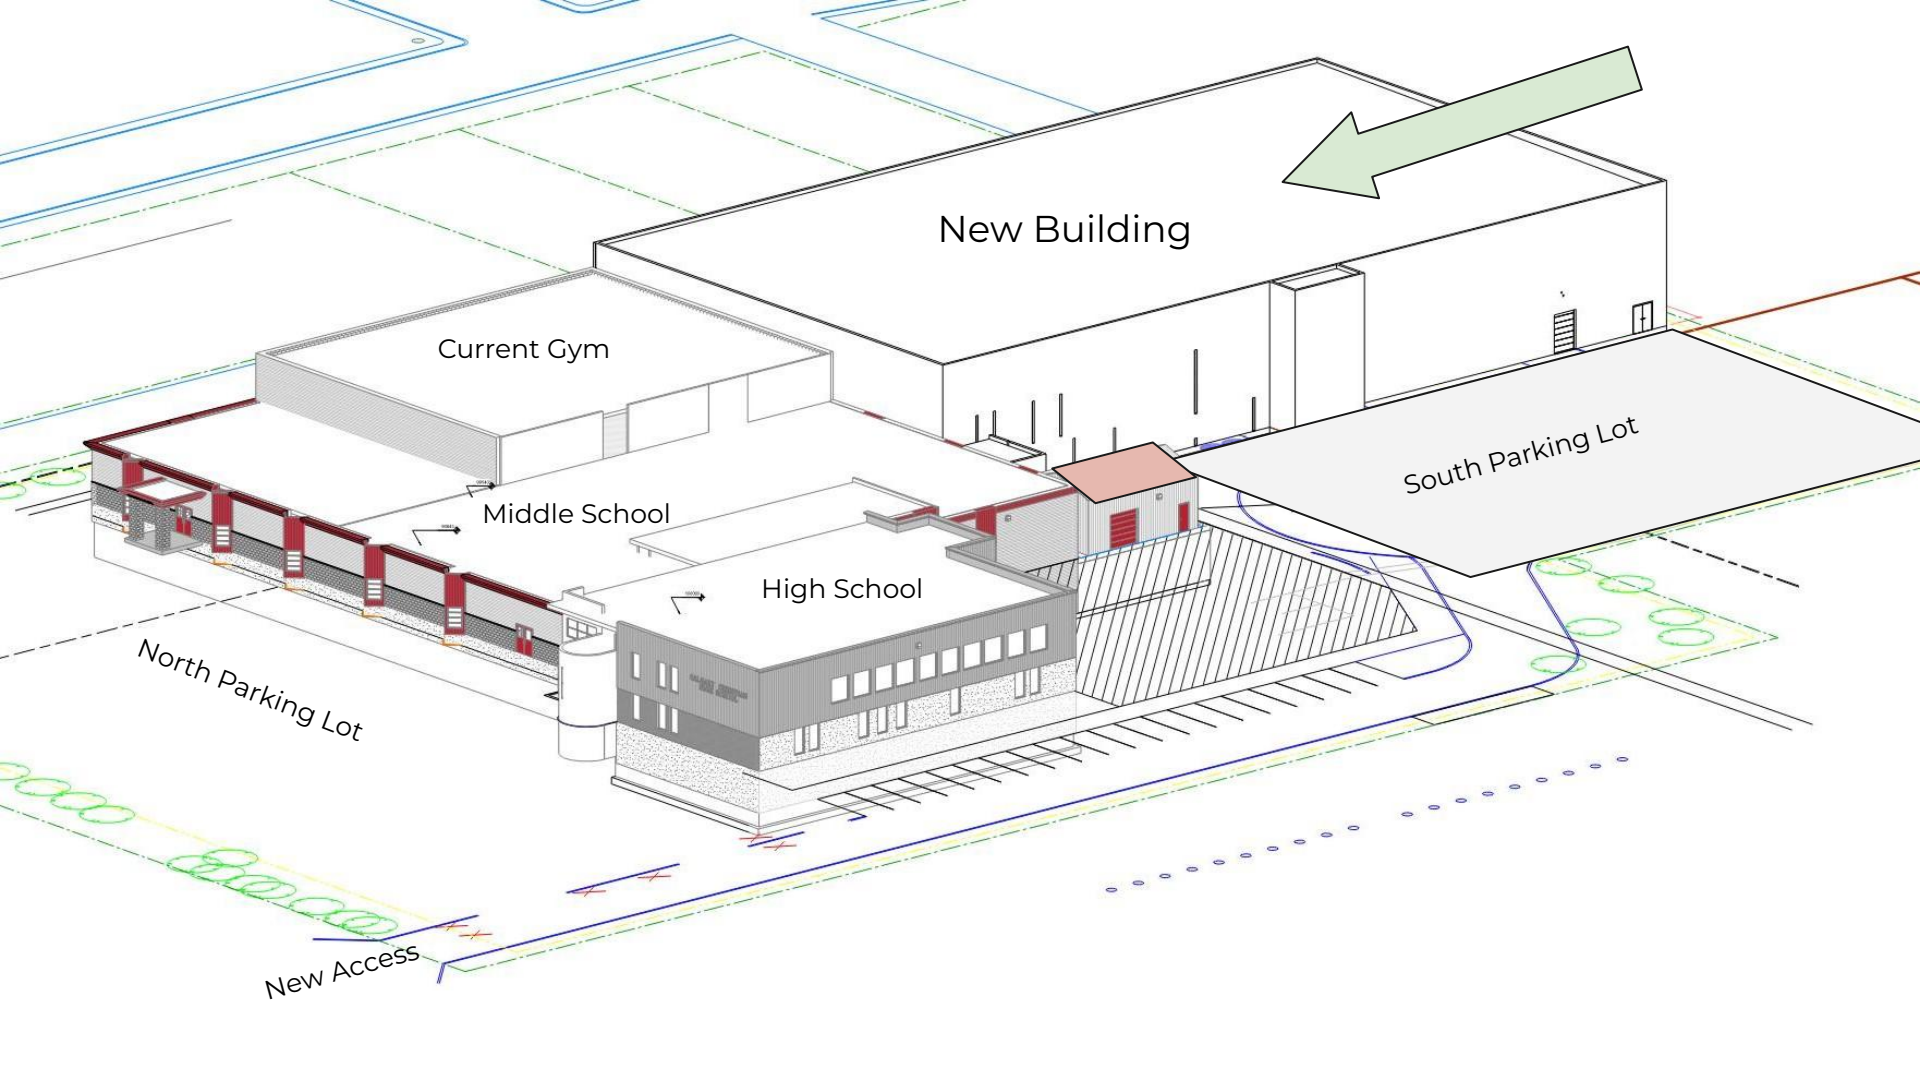 New Building
Current Gym
South Parking Lot
Middle School
High School
North Parking Lot
New Access